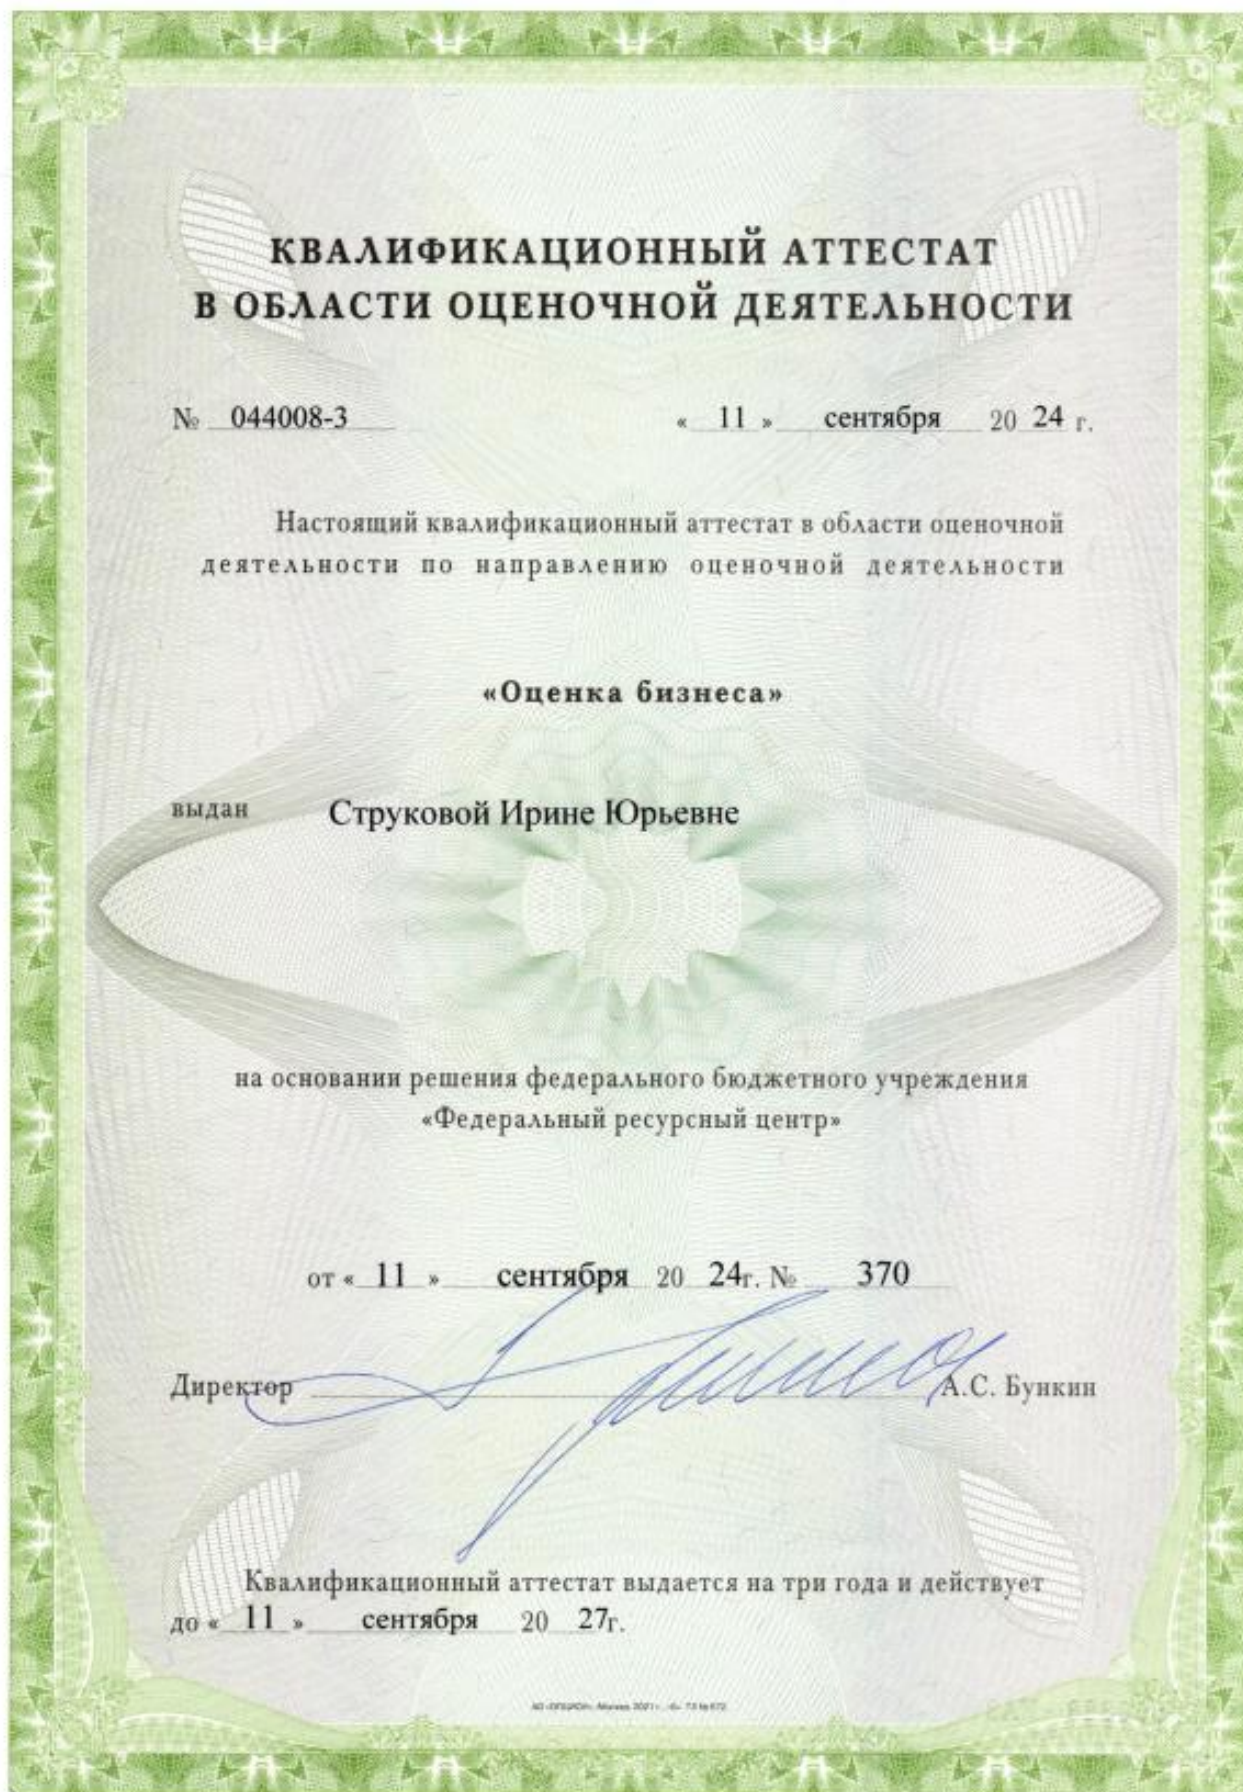 КВАЛИФИКАЦИОННЫЙ АТТЕСТАТ
В ОБЛАСТИ ОЦЕНОЧНОЙ ДЕЯТЕЛЬНОСТИ
№ 044008-3 « 11 » сентября 20 24 г.
Настоящий квалификационный аттестат в области оценочной
деятельности по направлению оценочной деятельности
«Оценка бизнеса»
выдан Струковой Ирине Юрьевне
на основании решения федерального бюджетного учреждения
«Федеральный ресурсный центр»
от « 11 » сентября 20 24г. № 370
Директор А.С. Бункин
Квалификационный аттестат выдается на три года и действует
до « 11 » сентября 20 27г.